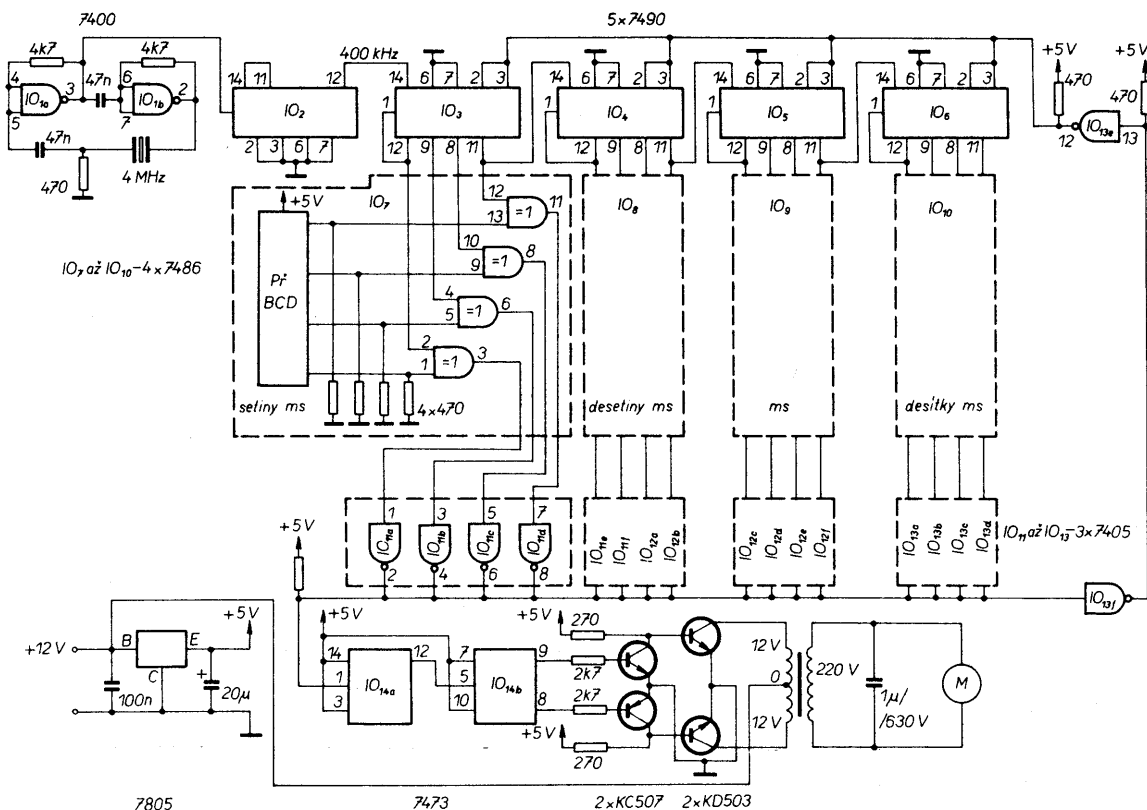 7400
5×7490
4k7
4k7
400 kHz
+5V
+5V
470
470
4
5
IO1a
3
47n
6
7
IO1b
2
47n
470
4 MHz
14
11
12
IO2
2
3
6
7
14
6
7
2
3
1
IO3
12
9
8
11
14
6
7
2
3
1
IO4
12
9
8
11
14
6
7
2
3
1
IO5
12
9
8
11
14
6
7
2
3
1
IO6
12
9
8
11
IO13e
12
13
+5V
IO7
Př
BCD
12
13
=1
11
10
9
=1
8
4
5
=1
6
2
1
=1
3
4×470
setiny ms
IO8
desetiny ms
IO9
ms
IO10
desítky ms
IO7 až IO10-4×7486
+5V
1
IO11a
2
3
IO11b
4
5
IO11c
6
7
IO11d
8
IO11e
IO11f
IO12a
IO12b
IO12c
IO12d
IO12e
IO12f
IO13a
IO13b
IO13c
IO13d
IO11 až IO13-3×7405
IO13f
+12V
B
E
C
+5V
100n
+
20μ
+5V
14
1
3
IO14a
12
7
5
10
IO14b
9
8
+5V
270
2k7
2k7
+5V
270
12V
0
12V
220V
1μ/
/630V
M
7805
7473
2×KC507
2×KD503